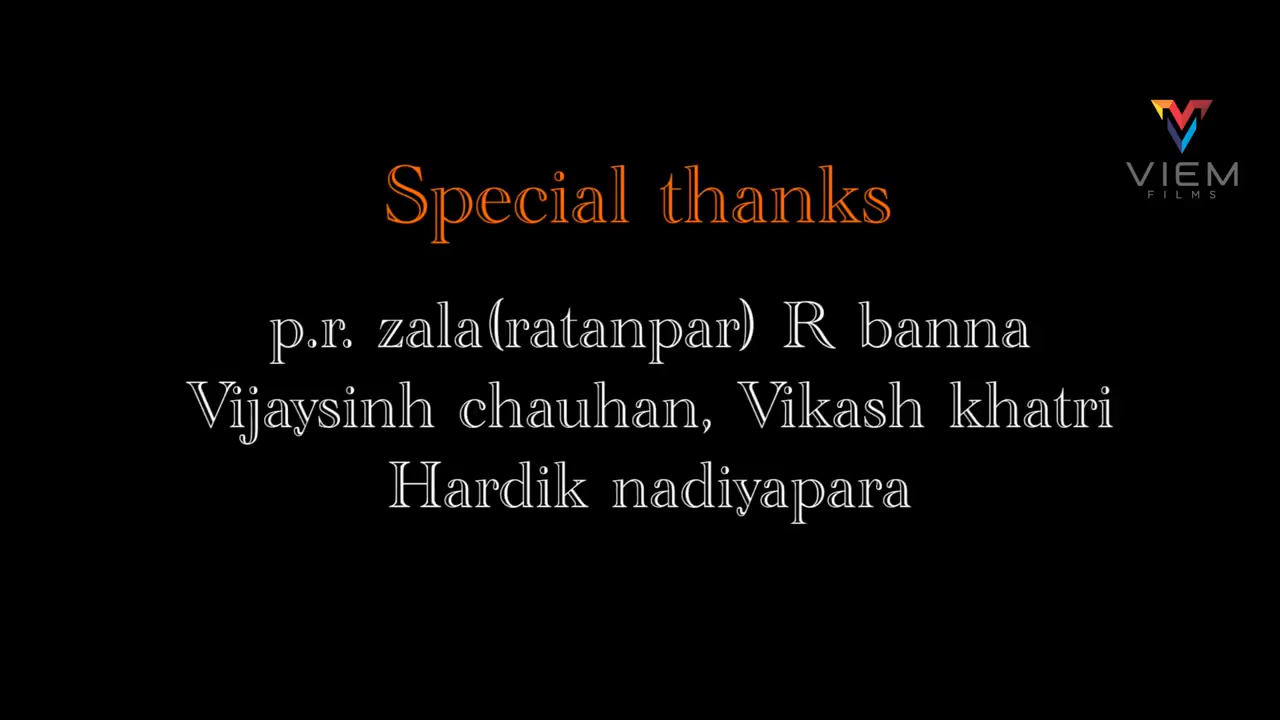 VIEM
FILMS
Special thanks
p.r. zala(ratanpar) R banna
Vijaysinh chauhan, Vikash khatri
Hardik nadiyapara